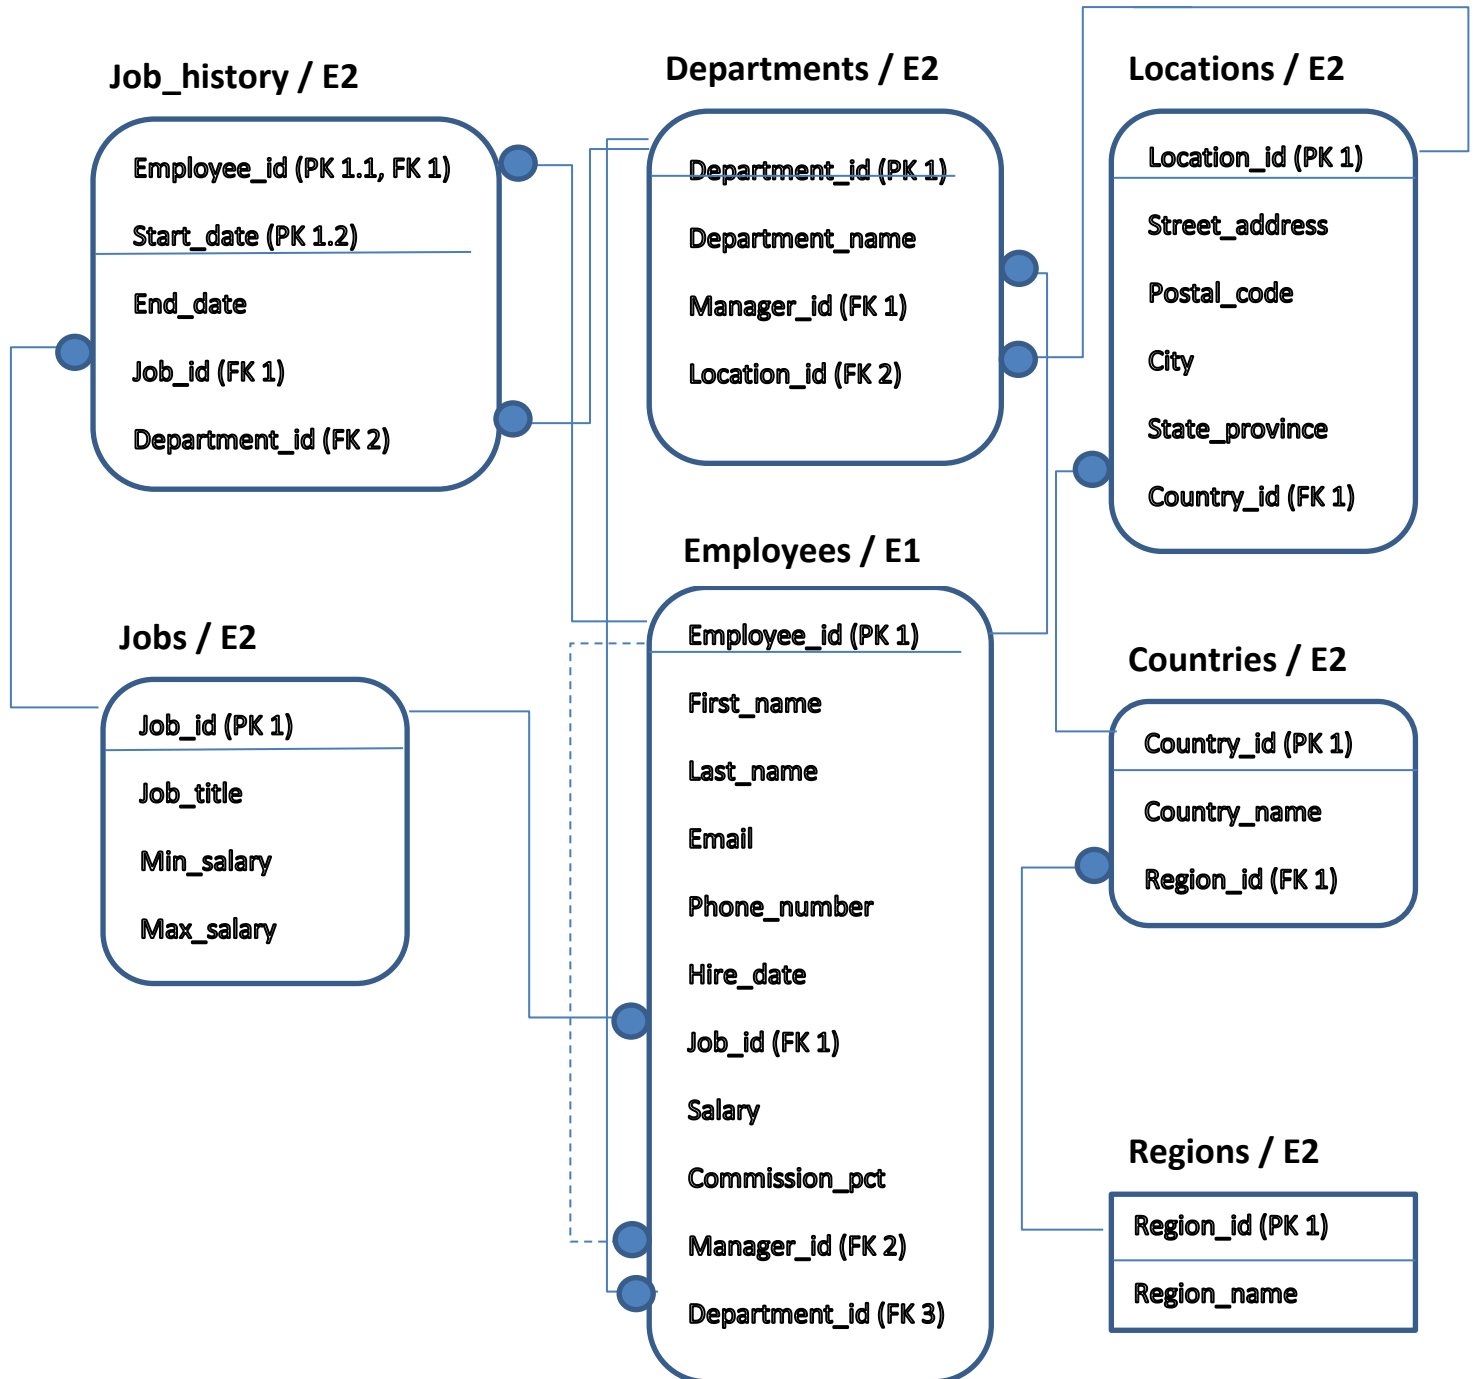 Job_history / E2
Employee_id (PK 1.1, FK 1)
Start_date (PK 1.2)
End_date
Job_id (FK 1)
Department_id (FK 2)
Departments / E2
Department_id (PK 1)
Department_name
Manager_id (FK 1)
Location_id (FK 2)
Locations / E2
Location_id (PK 1)
Street_address
Postal_code
City
State_province
Country_id (FK 1)
Jobs / E2
Job_id (PK 1)
Job_title
Min_salary
Max_salary
Employees / E1
Employee_id (PK 1)
First_name
Last_name
Email
Phone_number
Hire_date
Job_id (FK 1)
Salary
Commission_pct
Manager_id (FK 2)
Department_id (FK 3)
Countries / E2
Country_id (PK 1)
Country_name
Region_id (FK 1)
Regions / E2
Region_id (PK 1)
Region_name